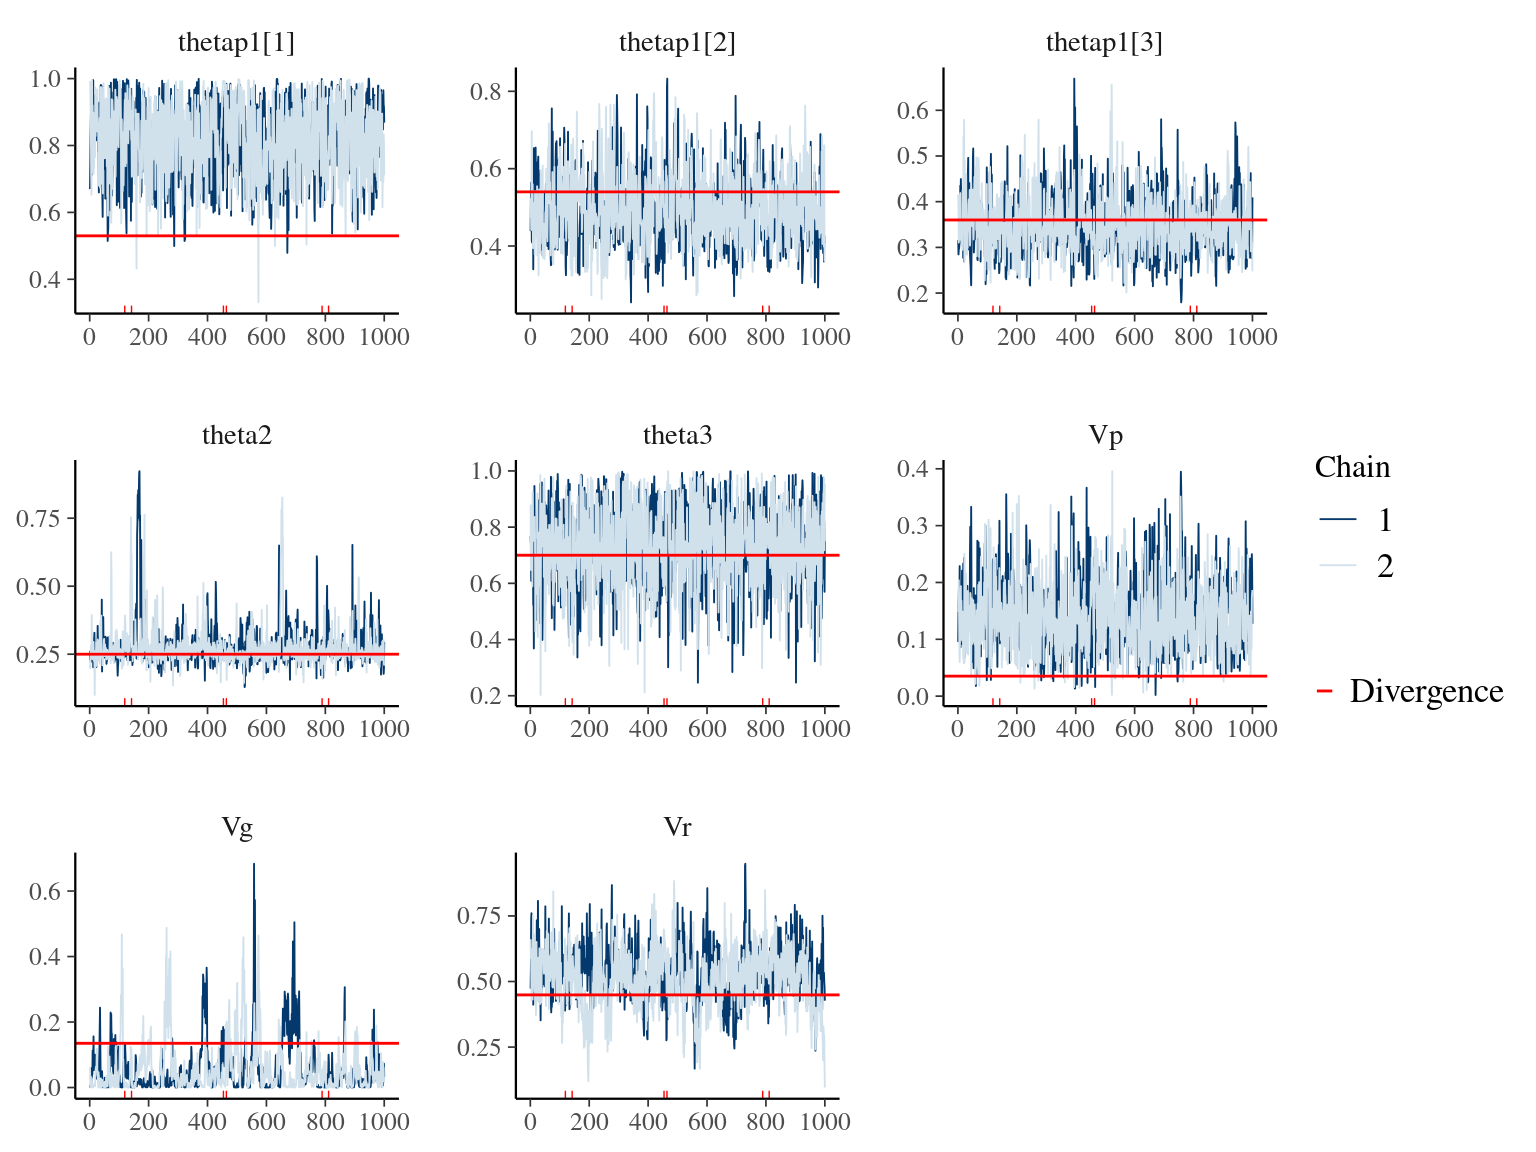 thetap1[1] thetap1[2] thetap1[3]
1.0 0.8 0.6 0.4
0 200 400 600 800 1000
0.8 0.6 0.4
0 200 400 600 800 1000
0.6 0.5 0.4 0.3 0.2
0 200 400 600 800 1000
theta2 theta3 Vp
0.75 0.50 0.25
0 200 400 600 800 1000
1.0 0.8 0.6 0.4 0.2
0 200 400 600 800 1000
0.4 0.3 0.2 0.1 0.0
0 200 400 600 800 1000
Chain
1
2
Divergence
Vg Vr
0.6 0.4 0.2 0.0
0 200 400 600 800 1000
0.75 0.50 0.25
0 200 400 600 800 1000